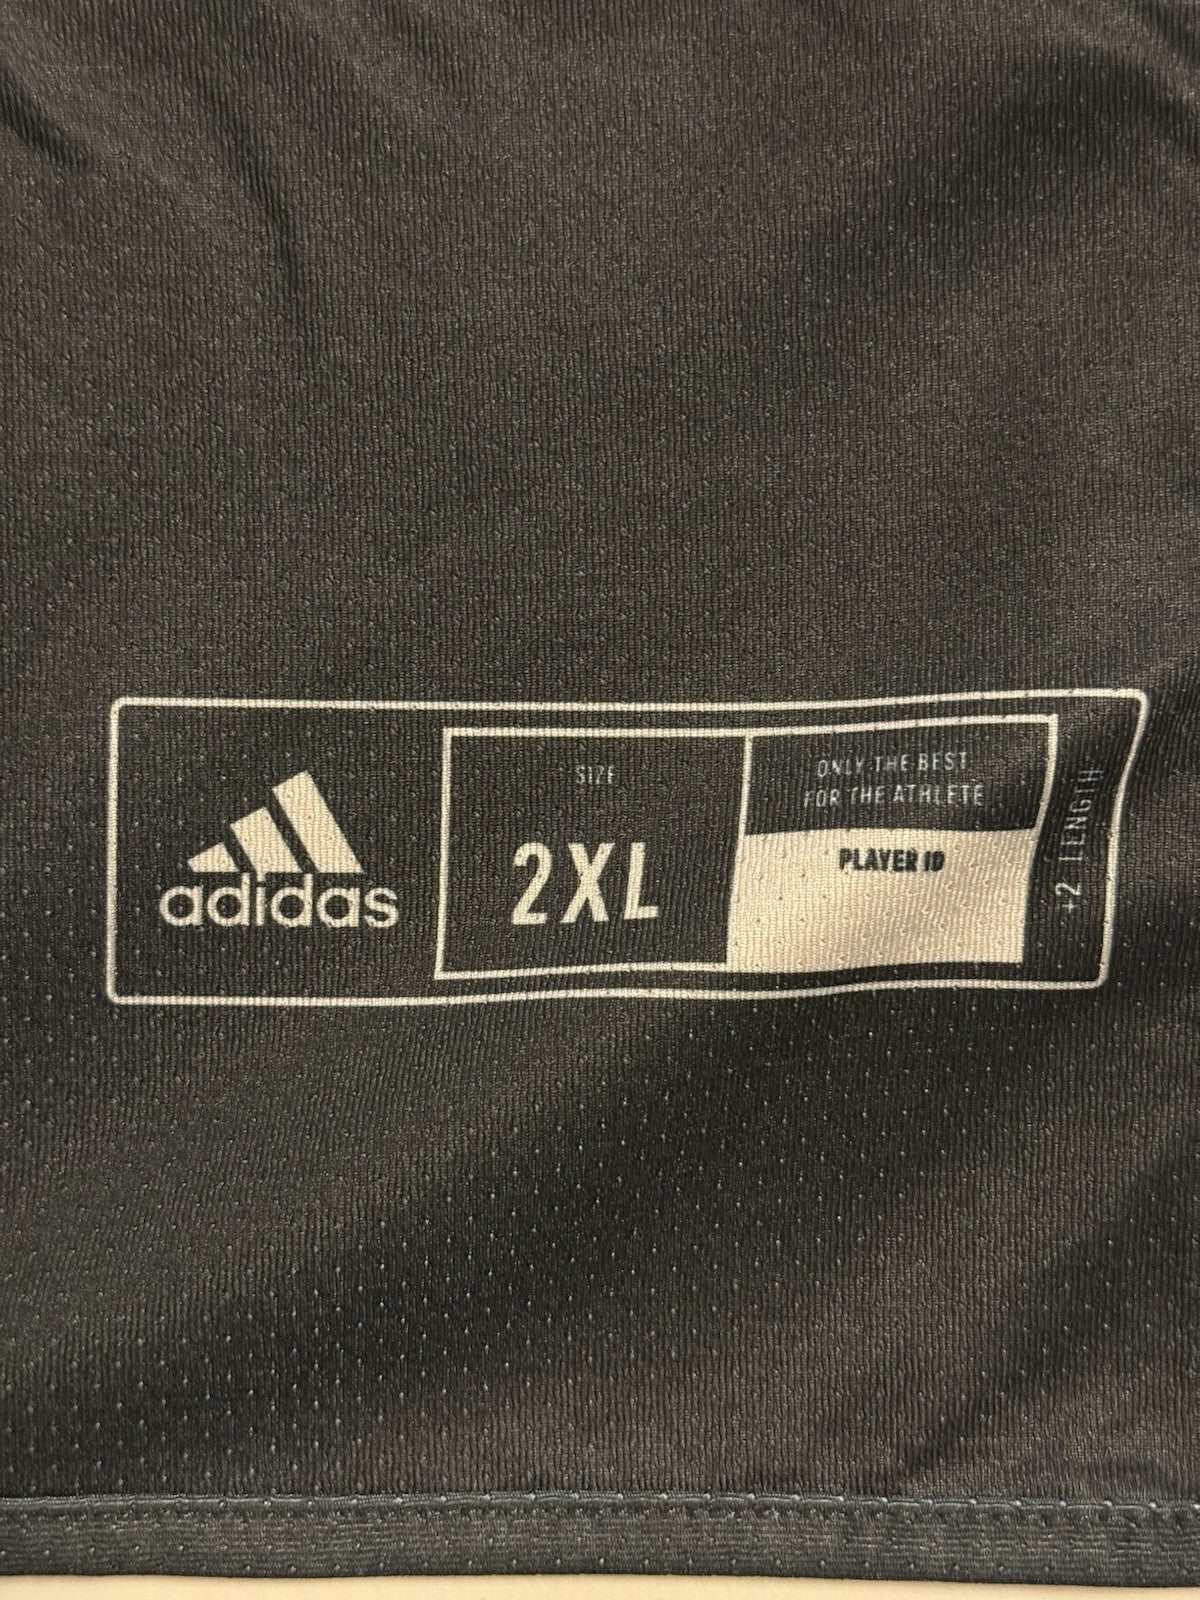 adidas
SIZE
2XL
ONLY THE BEST
FOR THE ATHLETE
PLAYER ID
+2 LENGTH